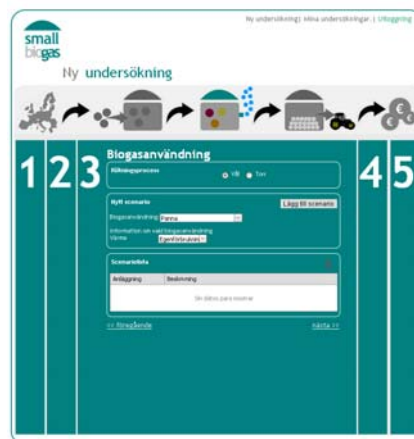 Ny undersökning| Mina undersökningar. | Utloggning
small
biogas
Ny undersökning
1 2 3 4 5
Biogasanvändning
Rötningsprocess
Våt Torr
Nytt scenario
Lägg till scenario
Biogasanvändning Panna
Information om vald biogasanvändning
Värme Egenförbrukning
Scenariolista
Anläggning Beskrivning
Sin datos para mostrar
<< föregående nästa >>